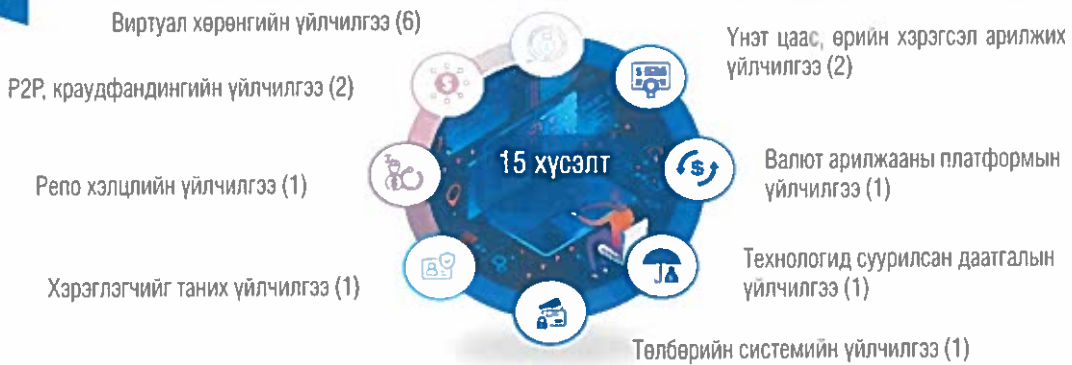 Виртуал хөрөнгийн үйлчилгээ (6)
Үнэт цаас, өрийн хэрэгсэл арилжих
үйлчилгээ (2)
P2P, краудфандингийн үйлчилгээ (2)
15 хүсэлт
Валют арилжааны платформын
үйлчилгээ (1)
Репо хэлцлийн үйлчилгээ (1)
Технологид суурилсан даатгалын
үйлчилгээ (1)
Хэрэглэгчийг таних үйлчилгээ (1)
Төлбөрийн системийн үйлчилгээ (1)